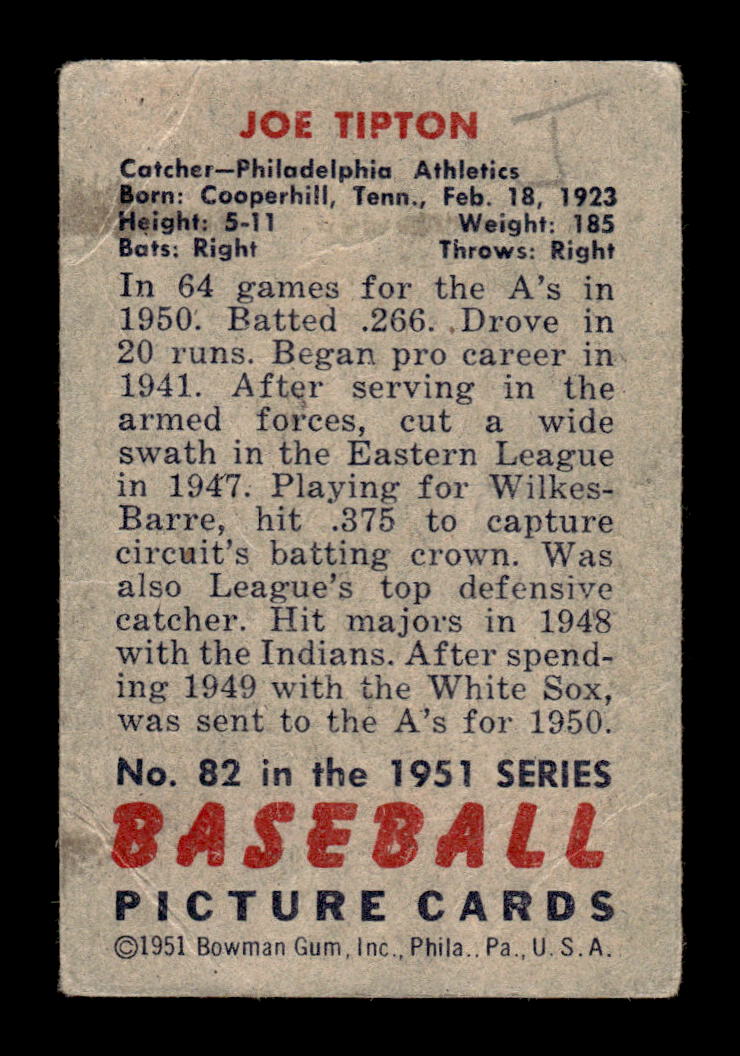 JOE TIPTON
I
Catcher—Philadelphia Athletics
Born: Cooperhill, Tenn., Feb. 18, 1923
Height: 5-11 Weight: 185
Bats: Right Throws: Right
In 64 games for the A's in
1950. Batted .266. Drove in
20 runs. Began pro career in
1941. After serving in the
armed forces, cut a wide
swath in the Eastern League
in 1947. Playing for Wilkes-
Barre, hit .375 to capture
circuit's batting crown. Was
also League's top defensive
catcher. Hit majors in 1948
with the Indians. After spend-
ing 1949 with the White Sox,
was sent to the A's for 1950.
No. 82 in the 1951 SERIES
BASEBALL
PICTURE CARDS
©1951 Bowman Gum, Inc., Phila., Pa., U. S. A.